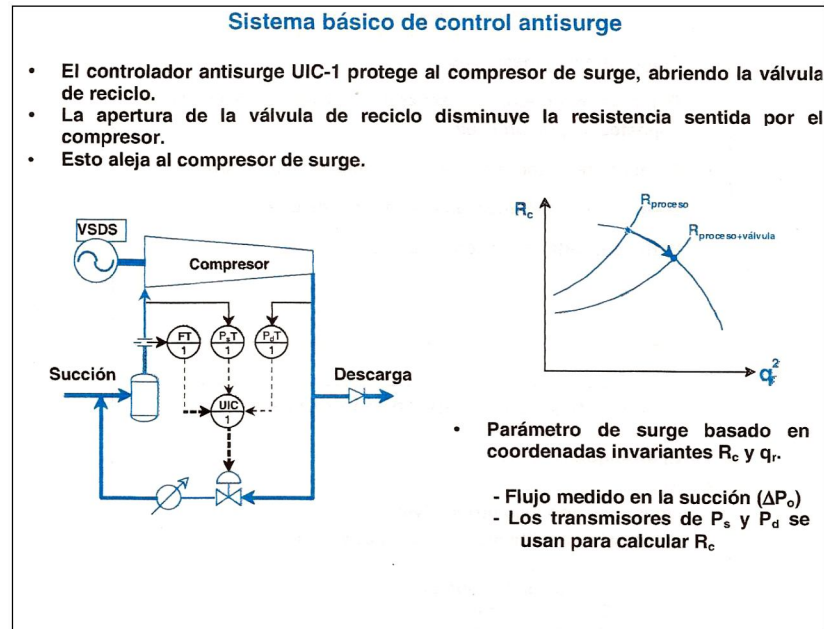 Sistema básico de control antisurge
• El controlador antisurge UIC-1 protege al compresor de surge, abriendo la válvula
de reciclo.
• La apertura de la válvula de reciclo disminuye la resistencia sentida por el
compresor.
• Esto aleja al compresor de surge.
VSDS
Compresor
FT
1
PsT
1
PdT
1
Succión
Descarga
UIC
1
Rc
Rproceso
Rproceso+válvula
qr²
• Parámetro de surge basado en
coordenadas invariantes Rc y qr.
- Flujo medido en la succión (ΔPo)
- Los transmisores de Ps y Pd se
usan para calcular Rc